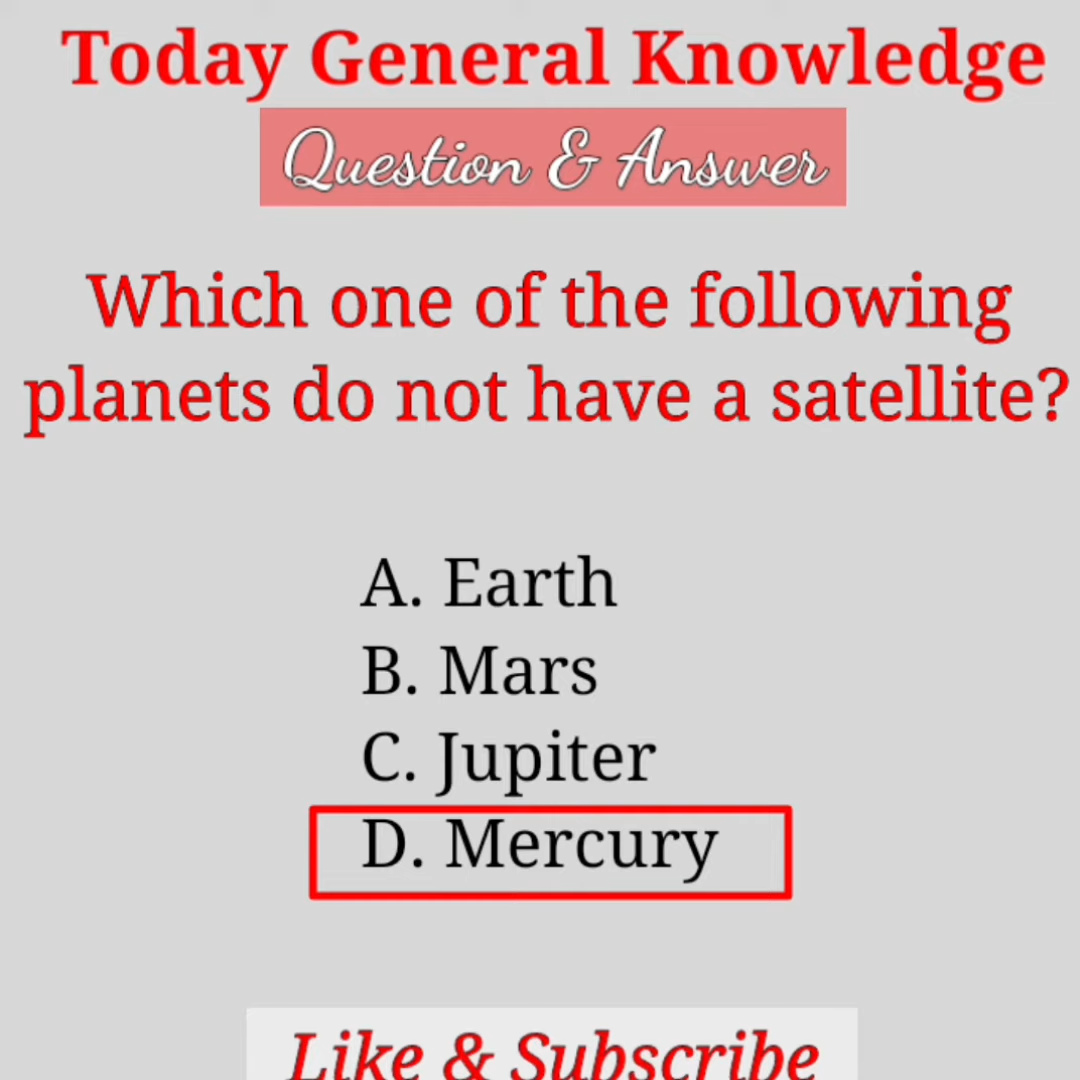 Today General Knowledge
Question & Answer
Which one of the following
planets do not have a satellite?
A. Earth
B. Mars
C. Jupiter
D. Mercury
Like & Subscribe